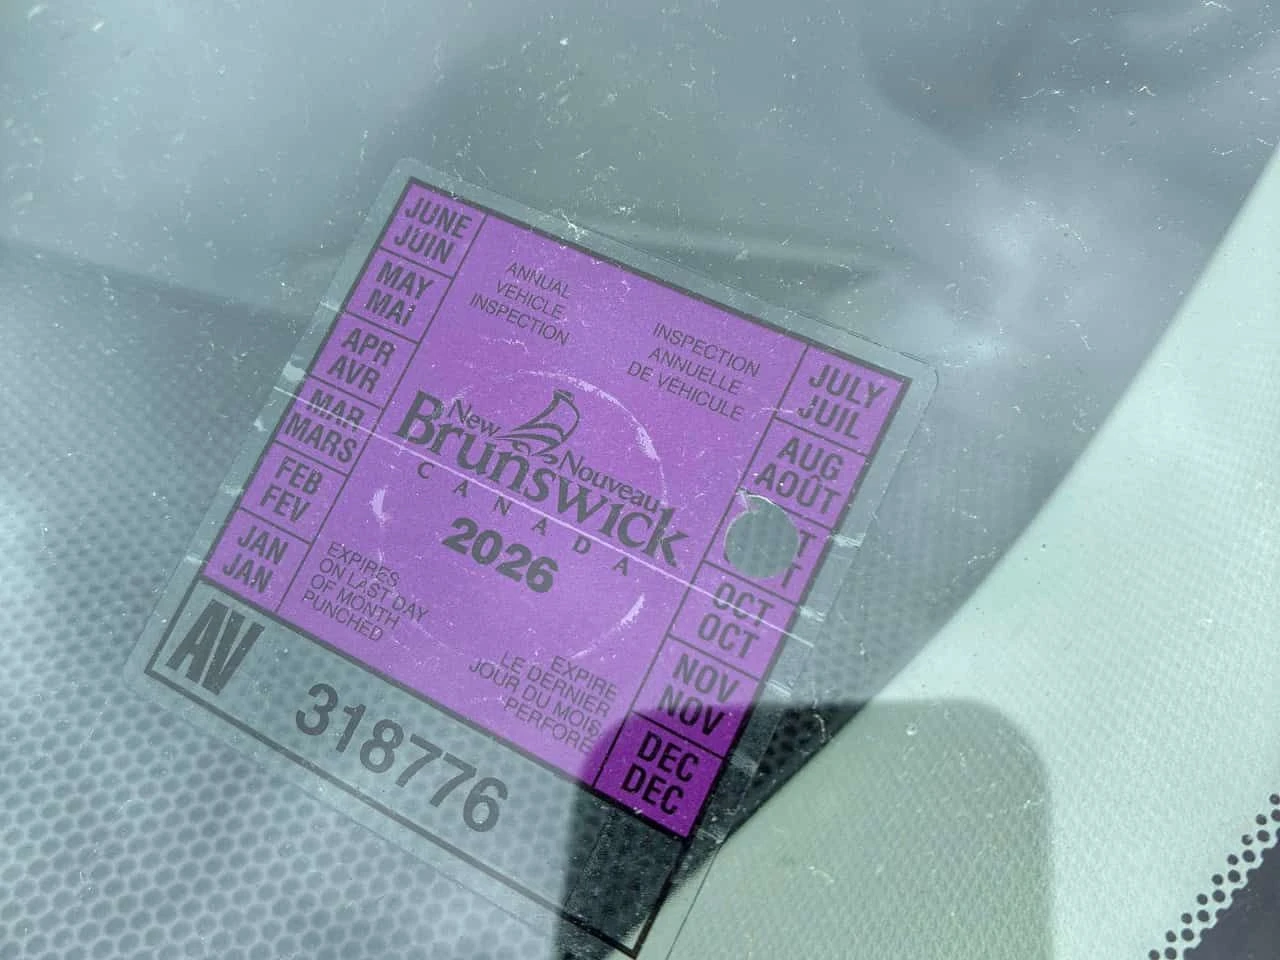 JUNE
JUIN
MAY
MAI
APR
AVR
MAR
MARS
FEB
FEV
JAN
JAN
ANNUAL
VEHICLE
INSPECTION
INSPECTION
ANNUELLE
DE VÉHICULE
New
Brunswick
Nouveau
CANADA
2026
EXPIRES
ON LAST DAY
OF MONTH
PUNCHED
EXPIRE
LE DERNIER
JOUR DU MOIS
PERFORÉ
JULY
JUIL
AUG
AOÛT
T
T
OCT
OCT
NOV
NOV
DEC
DEC
AV
318776